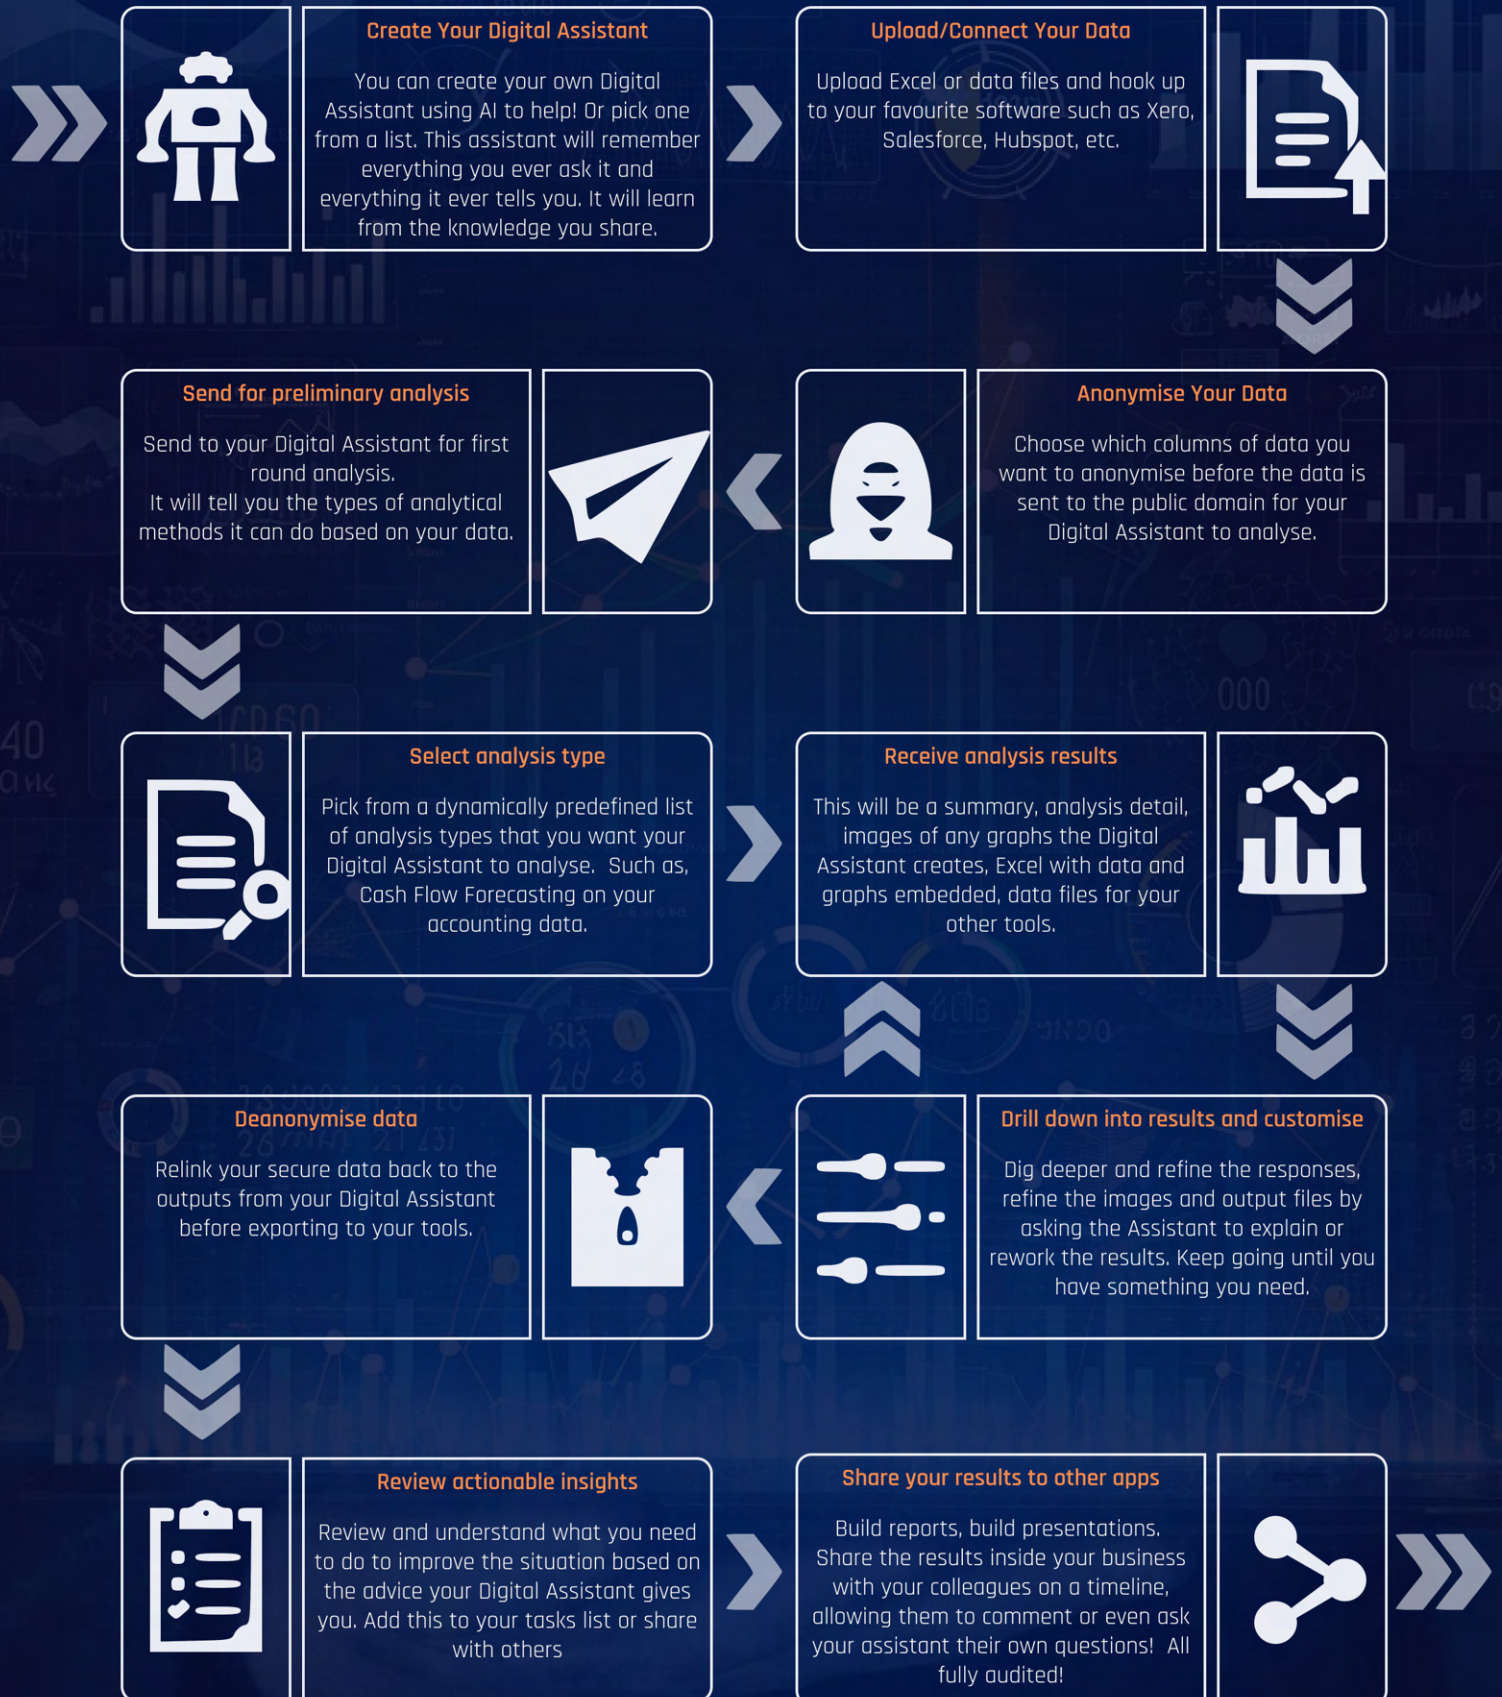 Create Your Digital Assistant
You can create your own Digital
Assistant using AI to help! Or pick one
from a list. This assistant will remember
everything you ever ask it and
everything it ever tells you. It will learn
from the knowledge you share.
Upload/Connect Your Data
Upload Excel or data files and hook up
to your favourite software such as Xero,
Salesforce, Hubspot, etc.
Anonymise Your Data
Choose which columns of data you
want to anonymise before the data is
sent to the public domain for your
Digital Assistant to analyse.
Send for preliminary analysis
Send to your Digital Assistant for first
round analysis.
It will tell you the types of analytical
methods it can do based on your data.
Select analysis type
Pick from a dynamically predefined list
of analysis types that you want your
Digital Assistant to analyse. Such as,
Cash Flow Forecasting on your
accounting data.
Receive analysis results
This will be a summary, analysis detail,
images of any graphs the Digital
Assistant creates, Excel with data and
graphs embedded, data files for your
other tools.
Drill down into results and customise
Dig deeper and refine the responses,
refine the images and output files by
asking the Assistant to explain or
rework the results. Keep going until you
have something you need.
Deanonymise data
Relink your secure data back to the
outputs from your Digital Assistant
before exporting to your tools.
Review actionable insights
Review and understand what you need
to do to improve the situation based on
the advice your Digital Assistant gives
you. Add this to your tasks list or share
with others
Share your results to other apps
Build reports, build presentations.
Share the results inside your business
with your colleagues on a timeline,
allowing them to comment or even ask
your assistant their own questions! All
fully audited!